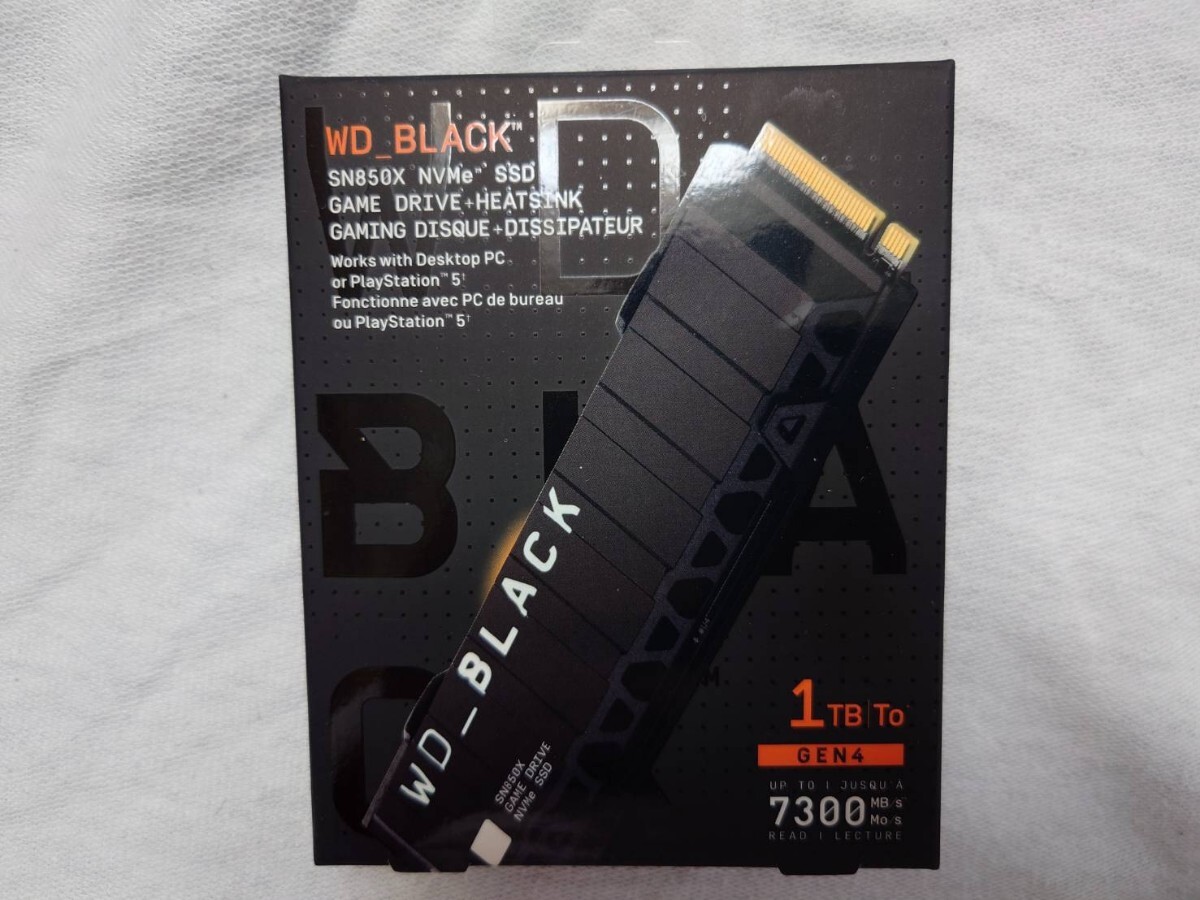 WD_BLACK™
SN850X NVMe™ SSD
GAME DRIVE+HEATSINK
GAMING DISQUE+DISSIPATEUR
Works with Desktop PC
or PlayStation™ 5†
Fonctionne avec PC de bureau
ou PlayStation™ 5†
WD_BLACK
SN850X
GAME DRIVE
NVMe SSD
1TB|To
GEN4
UP TO | JUSQU'À
7300 MB/s
Mo/s
READ | LECTURE